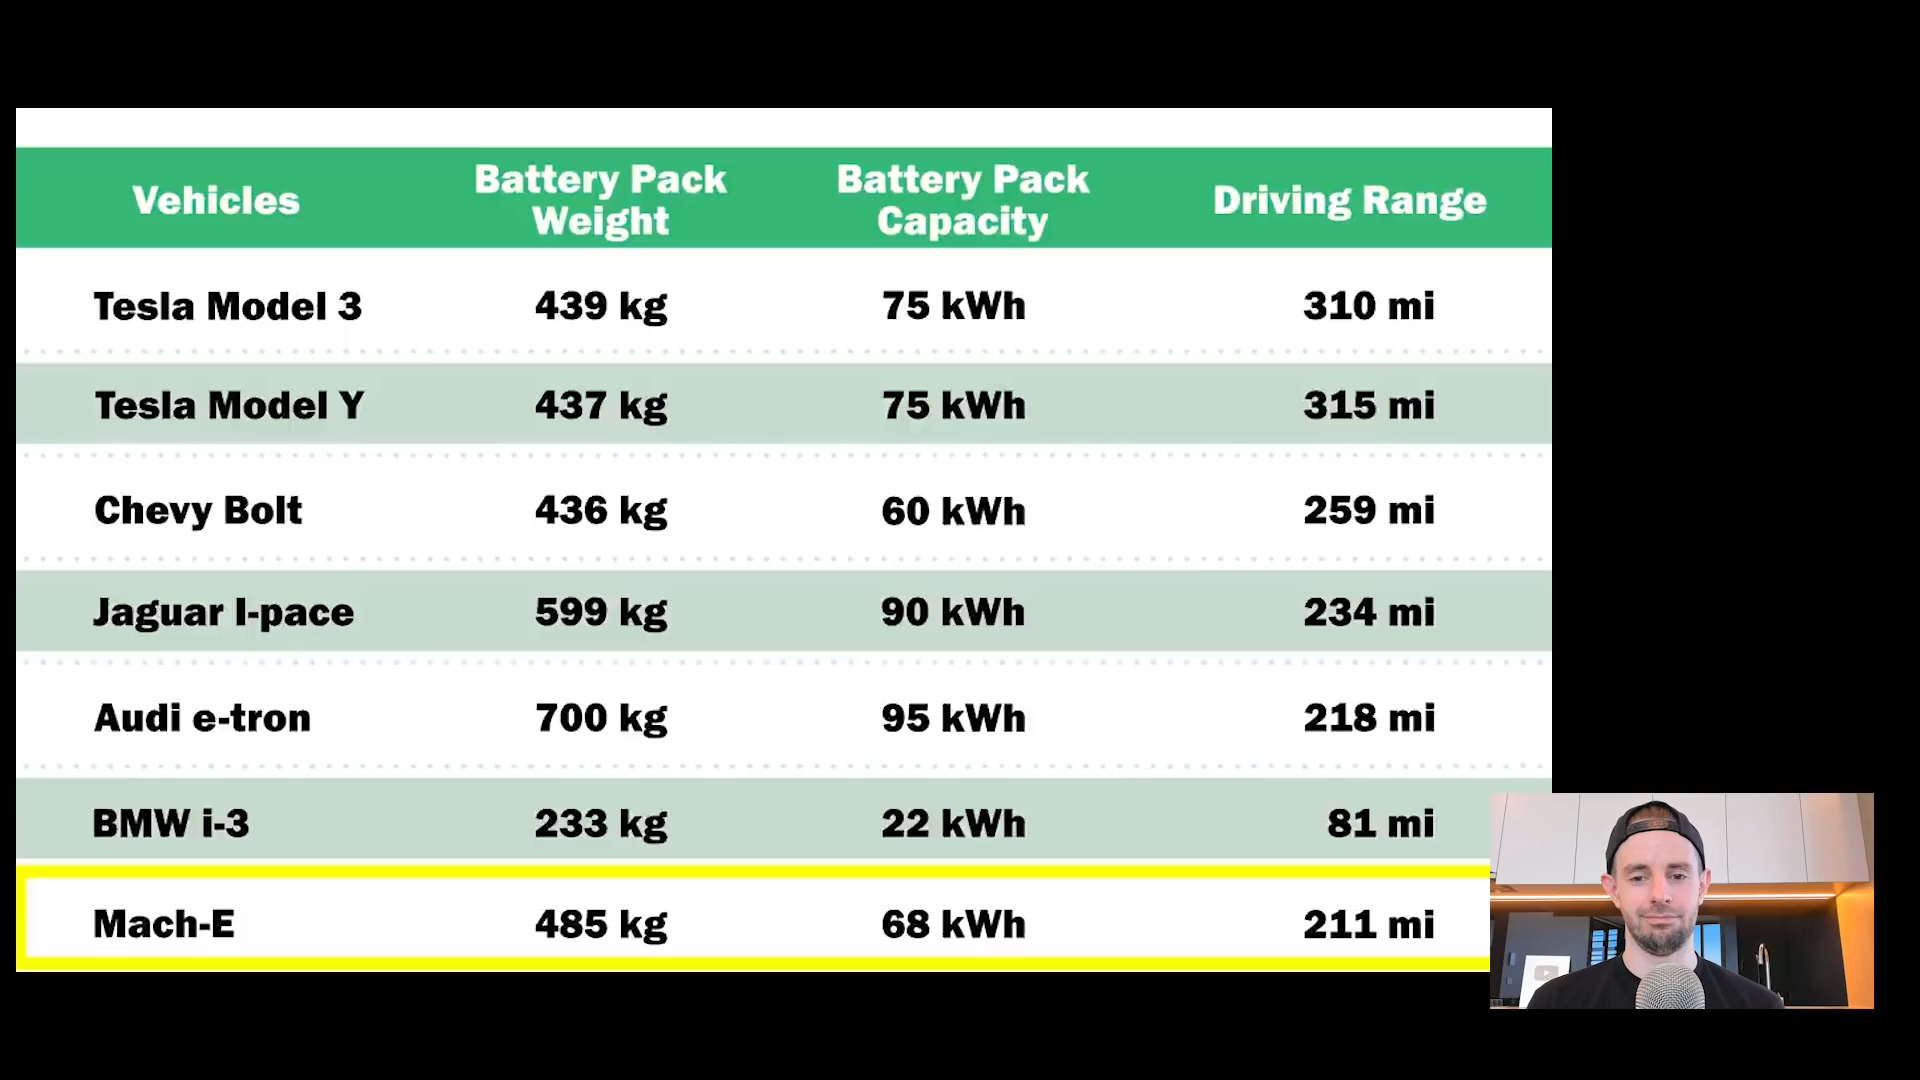 Vehicles Battery Pack Weight Battery Pack Capacity Driving Range
Tesla Model 3 439 kg 75 kWh 310 mi
Tesla Model Y 437 kg 75 kWh 315 mi
Chevy Bolt 436 kg 60 kWh 259 mi
Jaguar I-pace 599 kg 90 kWh 234 mi
Audi e-tron 700 kg 95 kWh 218 mi
BMW i-3 233 kg 22 kWh 81 mi
Mach-E 485 kg 68 kWh 211 mi